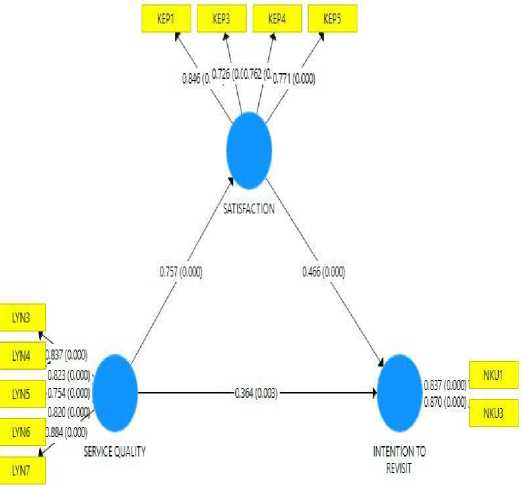 KEP1 KEP3 KEP4 KEP5
0.846 (0. 0.726 (0.0 0.762 (0. 0.771 (0.000)
SATISFACTION
0.757 (0.000) 0.466 (0.000)
LYN3
LYN4 0.837 (0.000)
0.823 (0.000)
LYN5 0.754 (0.000)
0.820 (0.000)
LYN6 0.884 (0.000)
LYN7
0.364 (0.003)
0.837 (0.000) NKU1
0.870 (0.000) NKU3
SERVICE QUALITY
INTENTION TO
REVISIT